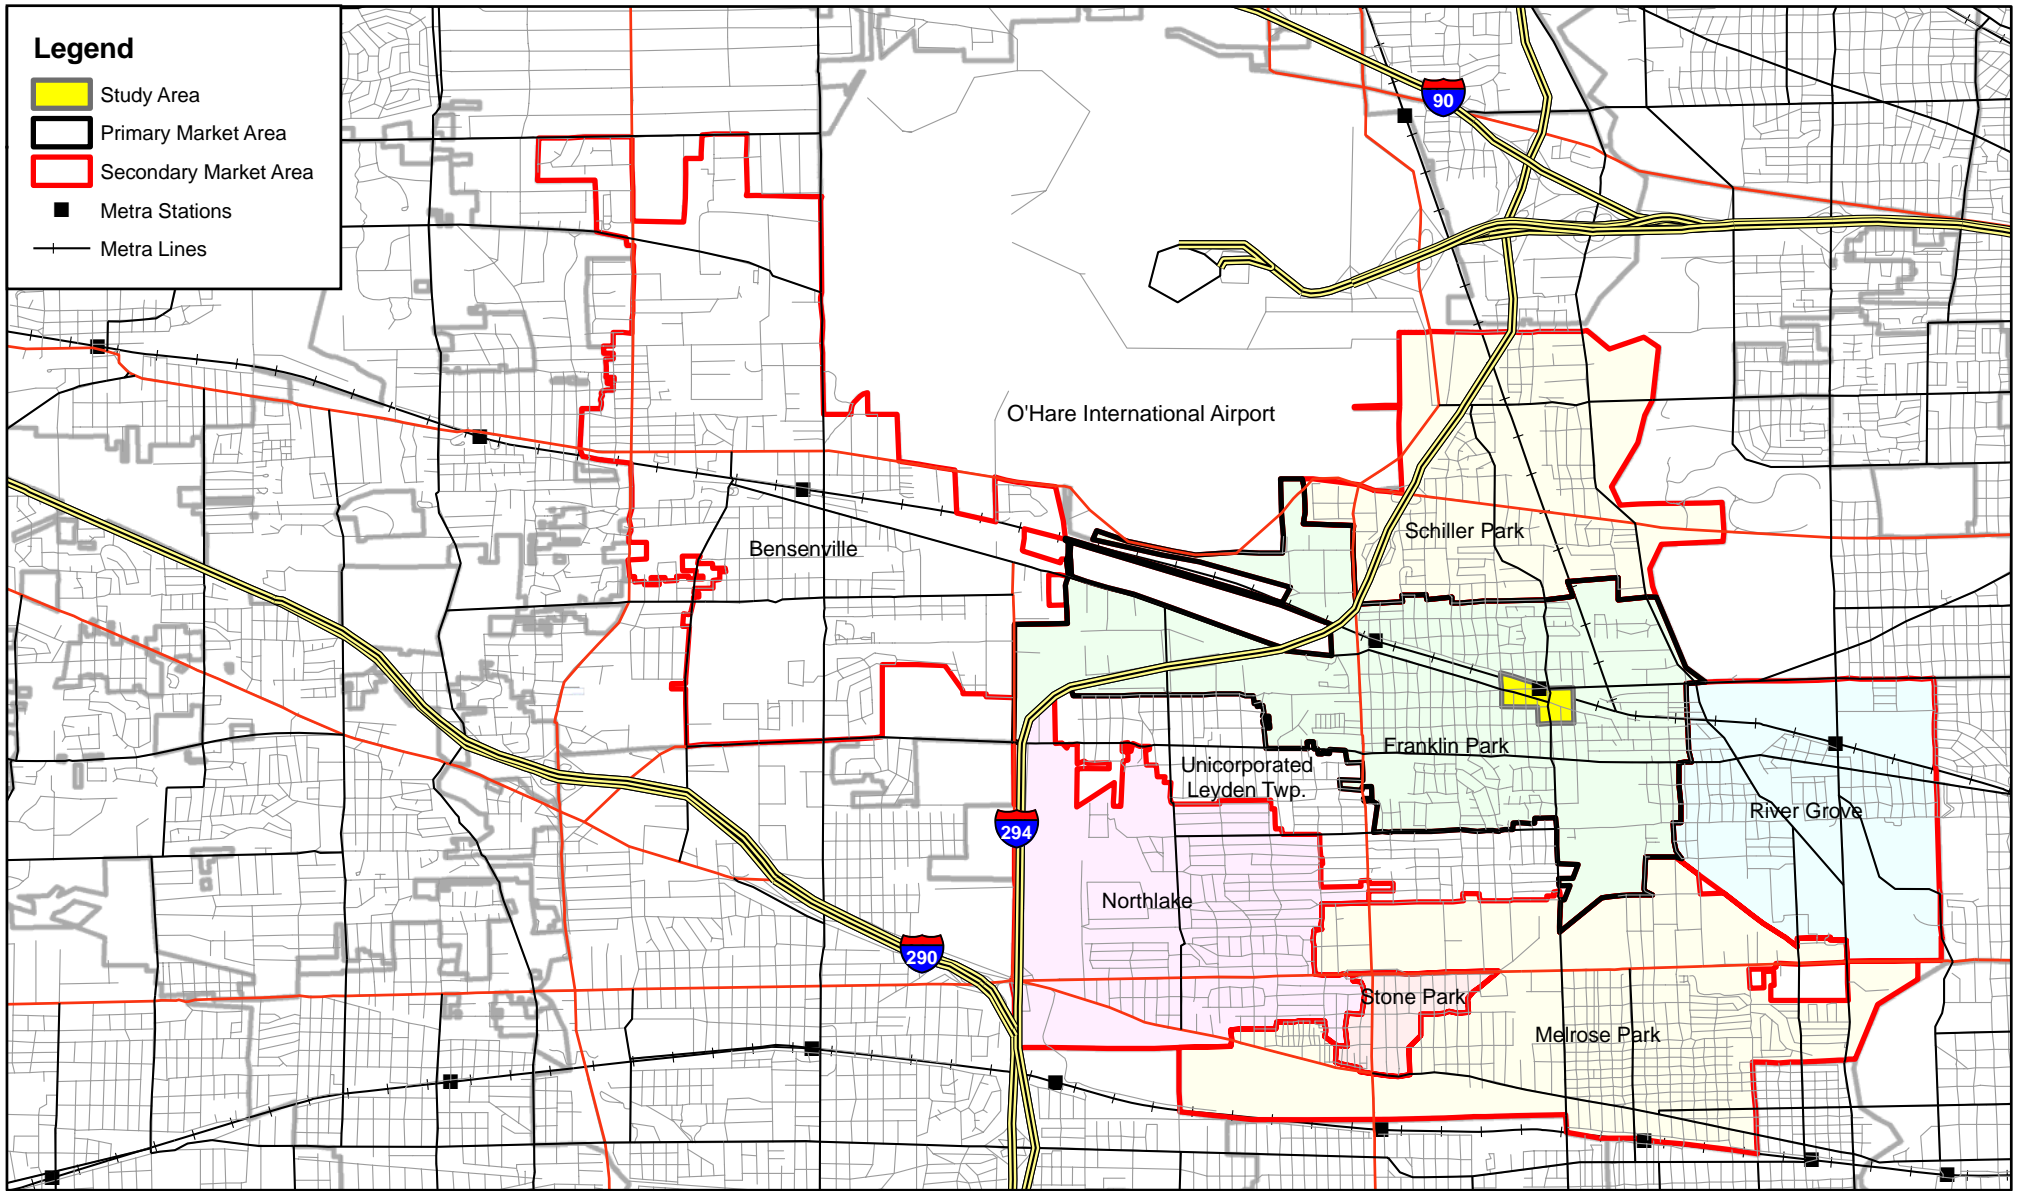 Legend
Study Area
Primary Market Area
Secondary Market Area
Metra Stations
Metra Lines
90
O'Hare International Airport
Schiller Park
Bensenville
Franklin Park
Unicorporated
Leyden Twp.
River Grove
294
Northlake
290
Stone Park
Melrose Park